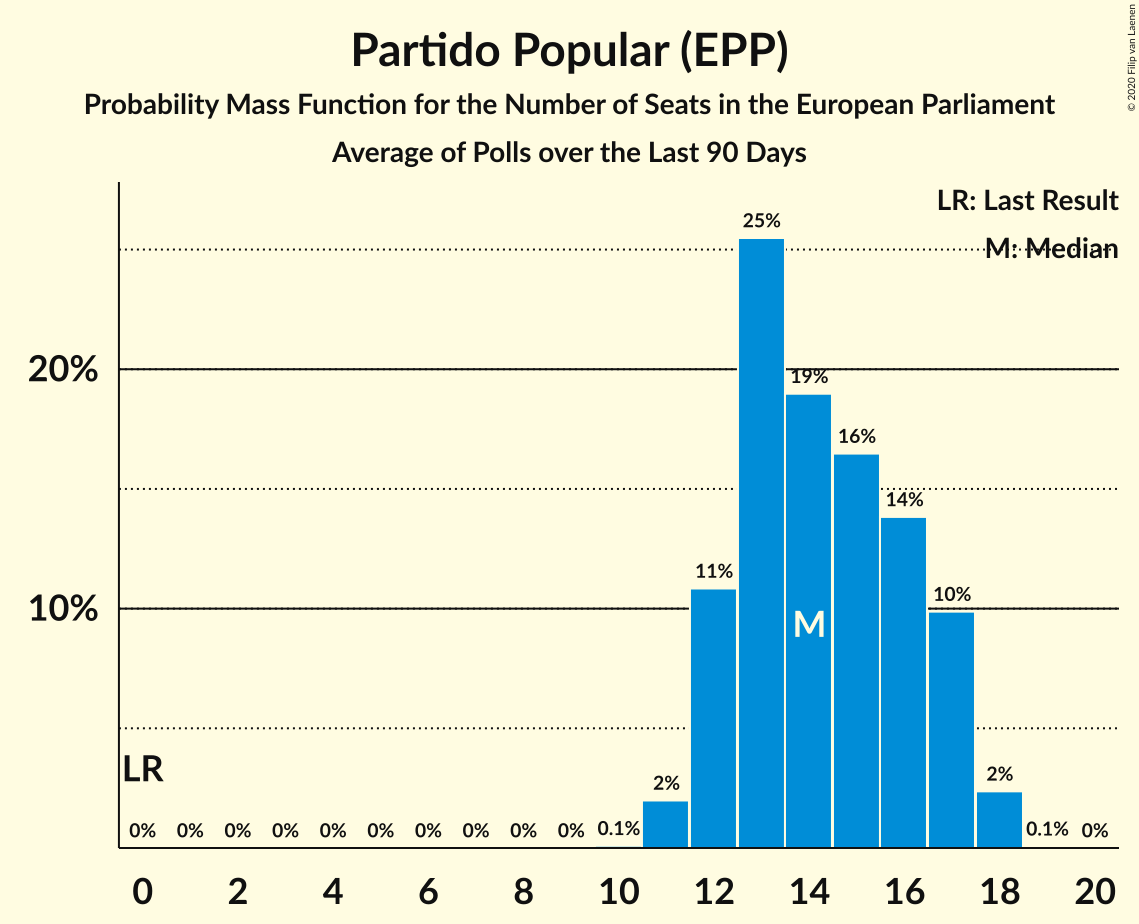 Partido Popular (EPP)
Probability Mass Function for the Number of Seats in the European Parliament
Average of Polls over the Last 90 Days
© 2020 Filip van Laenen
LR: Last Result
M: Median
20%
10%
25%
19%
16%
14%
11%
10%
M
LR
2%
2%
0% 0% 0% 0% 0% 0% 0% 0% 0% 0% 0.1% 0.1% 0%
0 2 4 6 8 10 12 14 16 18 20